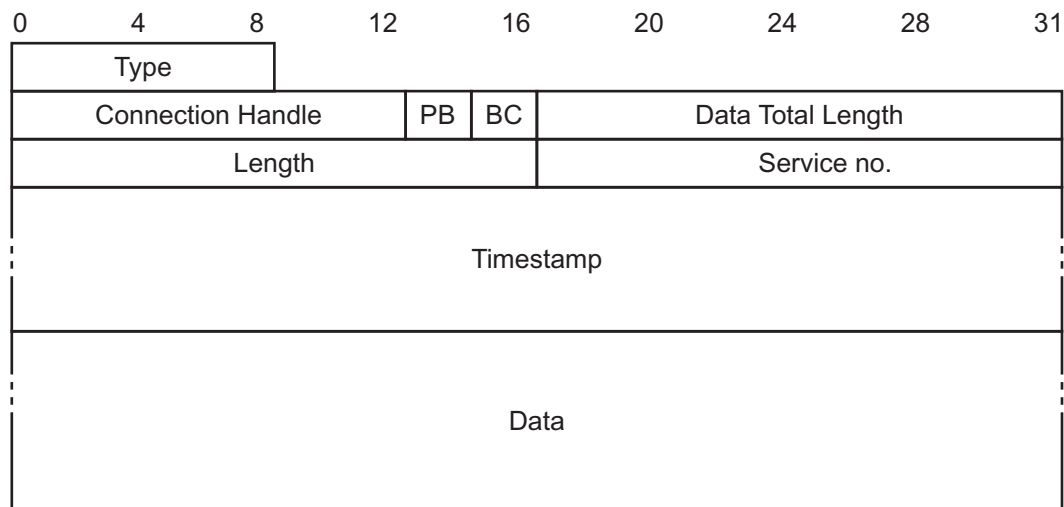 0 4 8 12 16 20 24 28 31
Type
Connection Handle PB BC Data Total Length
Length Service no.
Timestamp
Data